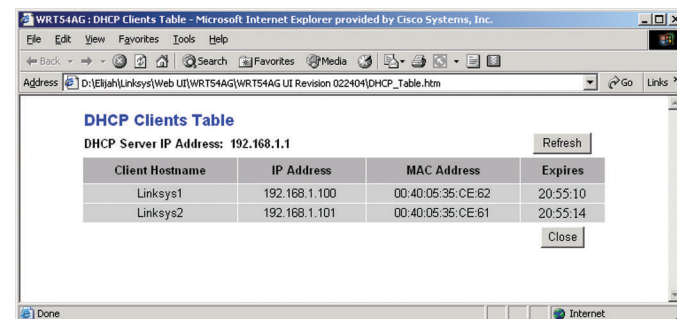 WRT54AG : DHCP Clients Table - Microsoft Internet Explorer provided by Cisco Systems, Inc.
File Edit View Favorites Tools Help
Back Search Favorites Media
Address D:\Elijah\Linksys\Web UI\WRT54AG\WRT54AG UI Revision 022404\DHCP_Table.htm Go Links »
DHCP Clients Table
DHCP Server IP Address: 192.168.1.1 Refresh
Client Hostname IP Address MAC Address Expires
Linksys1 192.168.1.100 00:40:05:35:CE:62 20:55:10
Linksys2 192.168.1.101 00:40:05:35:CE:61 20:55:14
Close
Done Internet